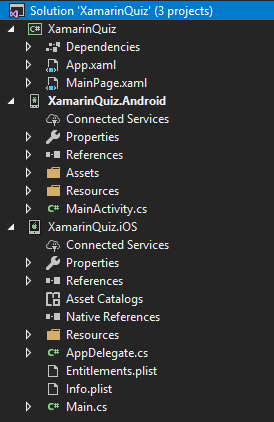 Solution 'XamarinQuiz' (3 projects)
XamarinQuiz
Dependencies
App.xaml
MainPage.xaml
XamarinQuiz.Android
Connected Services
Properties
References
Assets
Resources
C# MainActivity.cs
XamarinQuiz.iOS
Connected Services
Properties
References
Asset Catalogs
Native References
Resources
C# AppDelegate.cs
Entitlements.plist
Info.plist
C# Main.cs